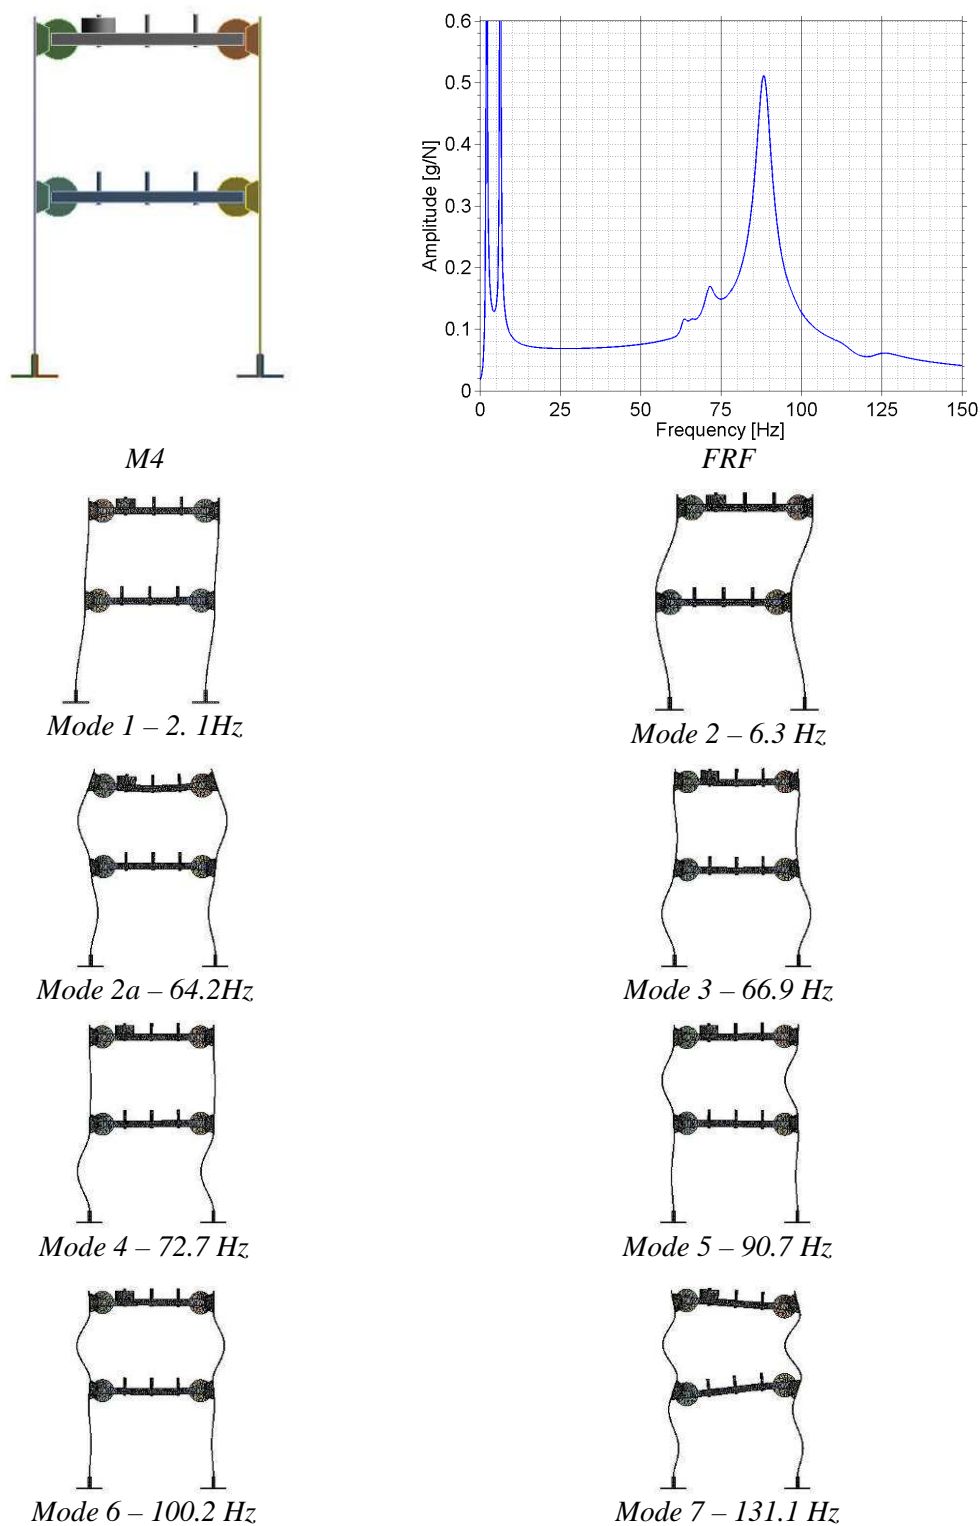 0.6
0.5
0.4
0.3
0.2
0.1
0
Amplitude [g/N]
0 25 50 75 100 125 150
Frequency [Hz]
M4 FRF
Mode 1 – 2. 1Hz
Mode 2 – 6.3 Hz
Mode 2a – 64.2Hz
Mode 3 – 66.9 Hz
Mode 4 – 72.7 Hz
Mode 5 – 90.7 Hz
Mode 6 – 100.2 Hz
Mode 7 – 131.1 Hz